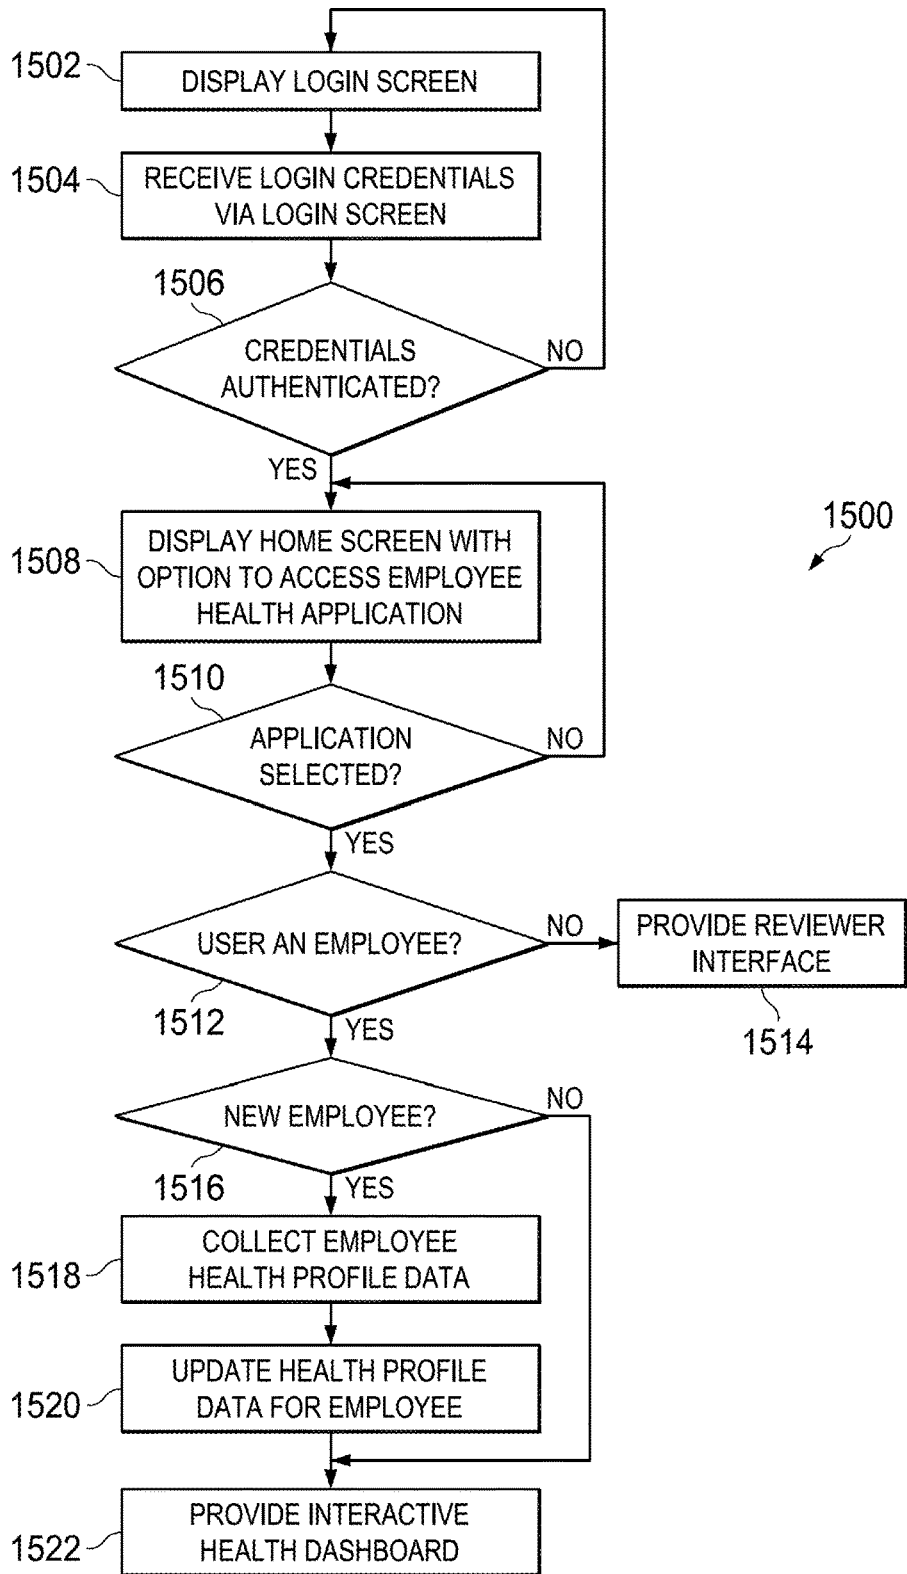 1502
DISPLAY LOGIN SCREEN
1504
RECEIVE LOGIN CREDENTIALS
VIA LOGIN SCREEN
1506
CREDENTIALS
AUTHENTICATED?
NO
YES
1500
1508
DISPLAY HOME SCREEN WITH
OPTION TO ACCESS EMPLOYEE
HEALTH APPLICATION
1510
APPLICATION
SELECTED?
NO
YES
USER AN EMPLOYEE?
NO
PROVIDE REVIEWER
INTERFACE
1512
YES
1514
NEW EMPLOYEE?
NO
1516
YES
1518
COLLECT EMPLOYEE
HEALTH PROFILE DATA
1520
UPDATE HEALTH PROFILE
DATA FOR EMPLOYEE
1522
PROVIDE INTERACTIVE
HEALTH DASHBOARD